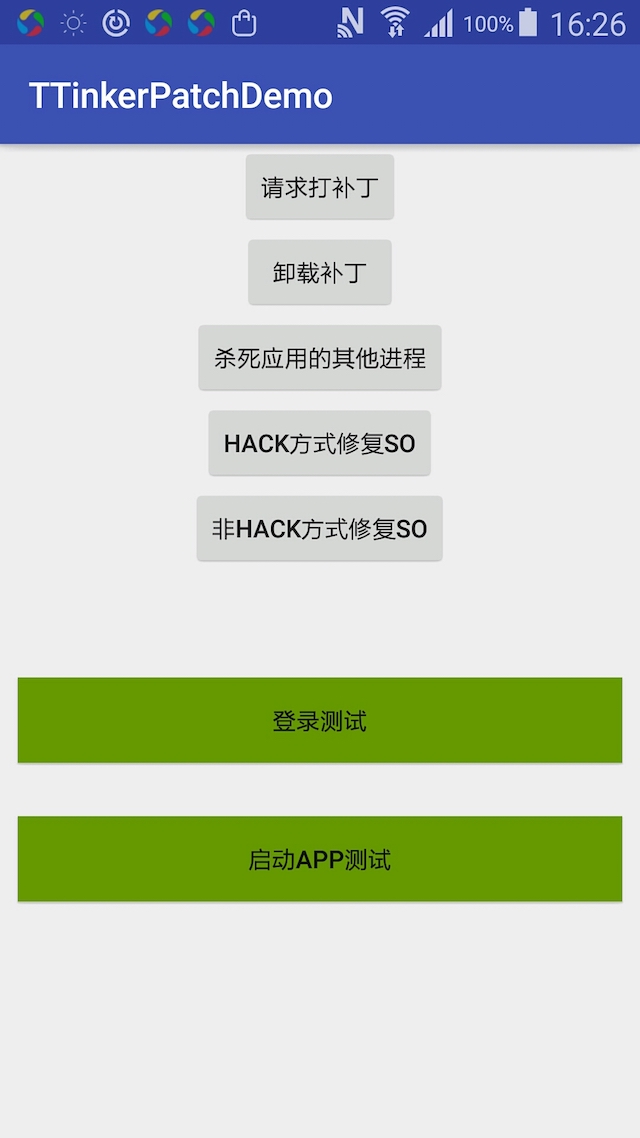 100% 16:26
TTinkerPatchDemo
请求打补丁
卸载补丁
杀死应用的其他进程
HACK方式修复SO
非HACK方式修复SO
登录测试
启动APP测试